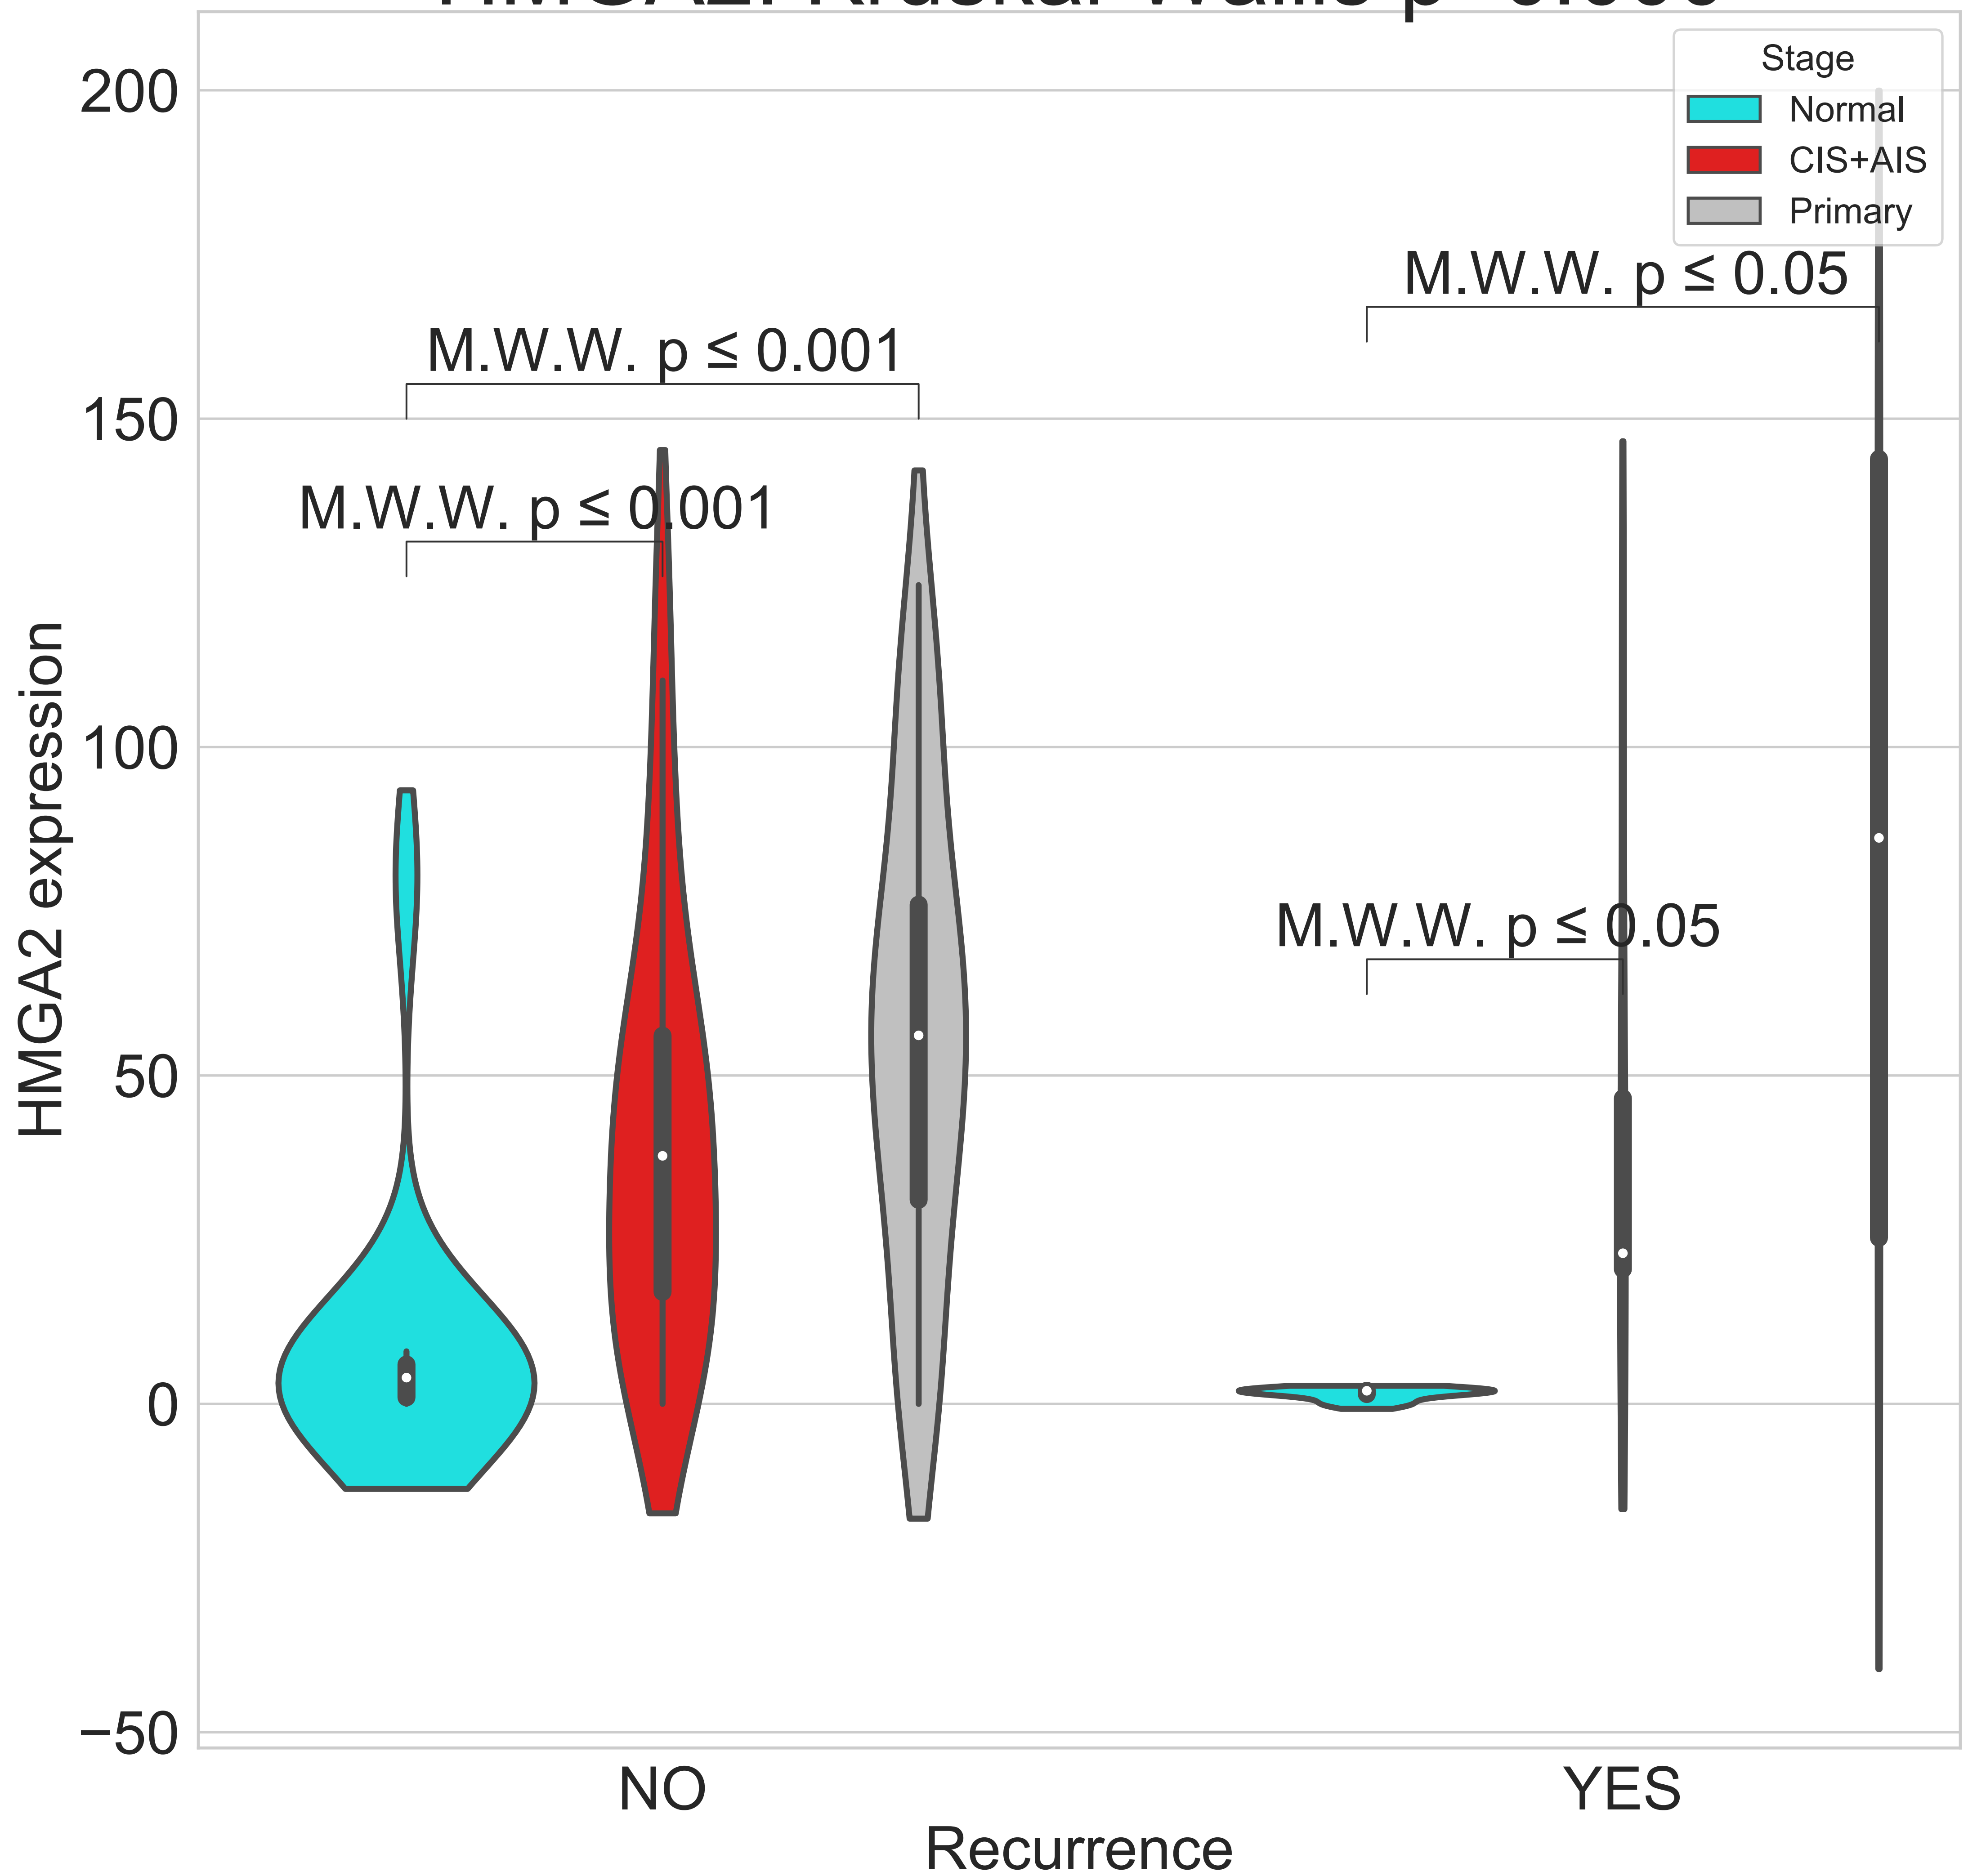 200
150
100
50
0
−50
HMGA2 expression
Stage
Normal
CIS+AIS
Primary
M.W.W. p ≤ 0.05
M.W.W. p ≤ 0.001
M.W.W. p ≤ 0.001
M.W.W. p ≤ 0.05
NO
YES
Recurrence